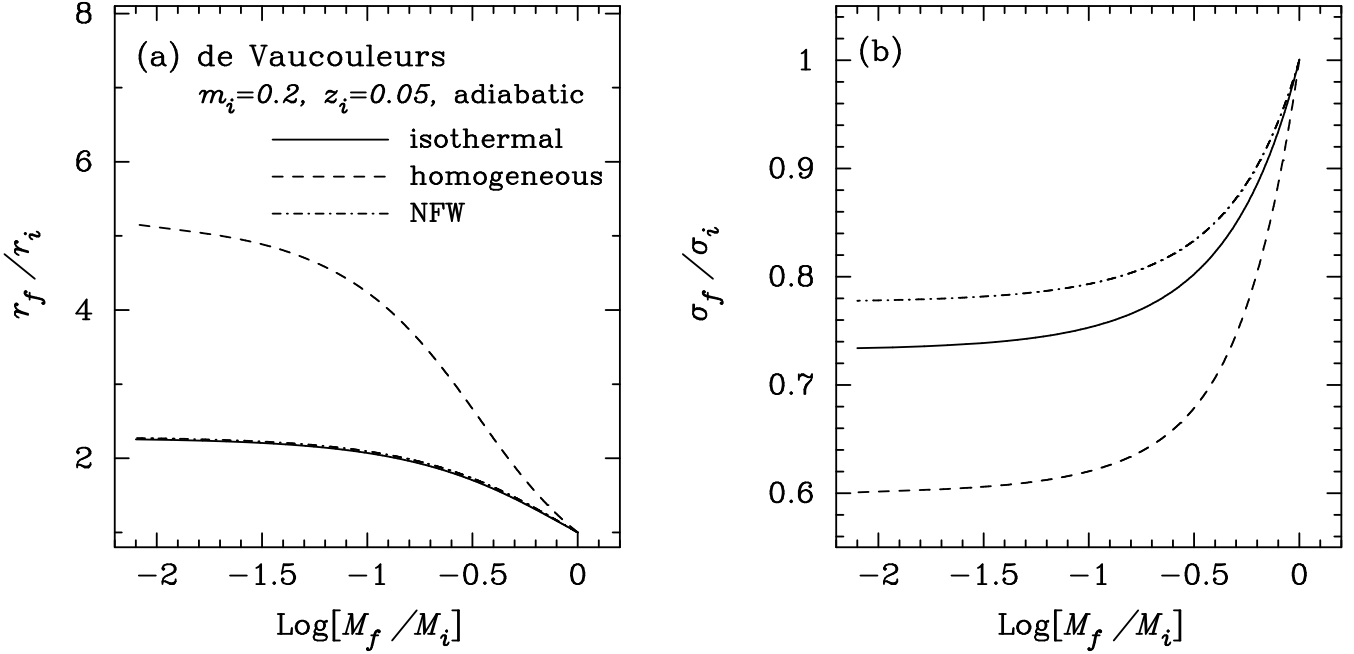 (a) de Vaucouleurs
m_i=0.2, z_i=0.05, adiabatic
isothermal
homogeneous
NFW
8
6
4
2
r_f/r_i
−2 −1.5 −1 −0.5 0
Log[M_f/M_i]
(b)
1
0.9
0.8
0.7
0.6
σ_f/σ_i
−2 −1.5 −1 −0.5 0
Log[M_f/M_i]